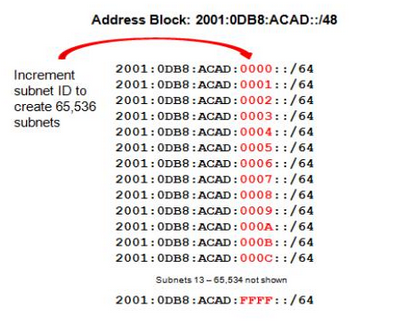 Address Block: 2001:0DB8:ACAD::/48
Increment
subnet ID to
create 65,536
subnets
2001:0DB8:ACAD:0000::/64
2001:0DB8:ACAD:0001::/64
2001:0DB8:ACAD:0002::/64
2001:0DB8:ACAD:0003::/64
2001:0DB8:ACAD:0004::/64
2001:0DB8:ACAD:0005::/64
2001:0DB8:ACAD:0006::/64
2001:0DB8:ACAD:0007::/64
2001:0DB8:ACAD:0008::/64
2001:0DB8:ACAD:0009::/64
2001:0DB8:ACAD:000A::/64
2001:0DB8:ACAD:000B::/64
2001:0DB8:ACAD:000C::/64
Subnets 13 – 65,534 not shown
2001:0DB8:ACAD:FFFF::/64